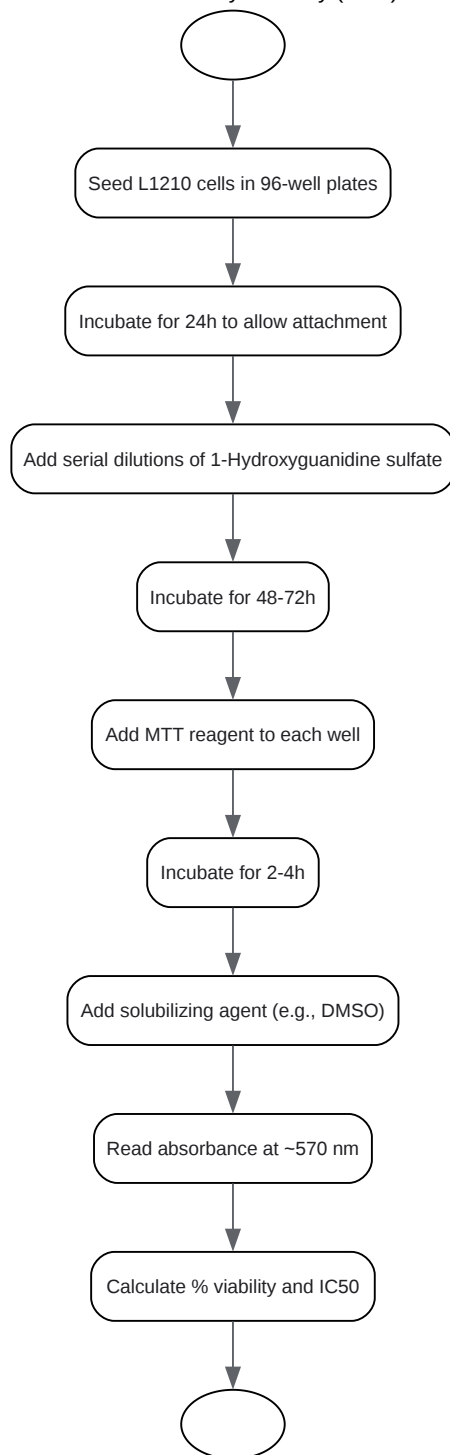 Seed L1210 cells in 96-well plates
Incubate for 24h to allow attachment
Add serial dilutions of 1-Hydroxyguanidine sulfate
Incubate for 48-72h
Add MTT reagent to each well
Incubate for 2-4h
Add solubilizing agent (e.g., DMSO)
Read absorbance at ~570 nm
Calculate % viability and IC50